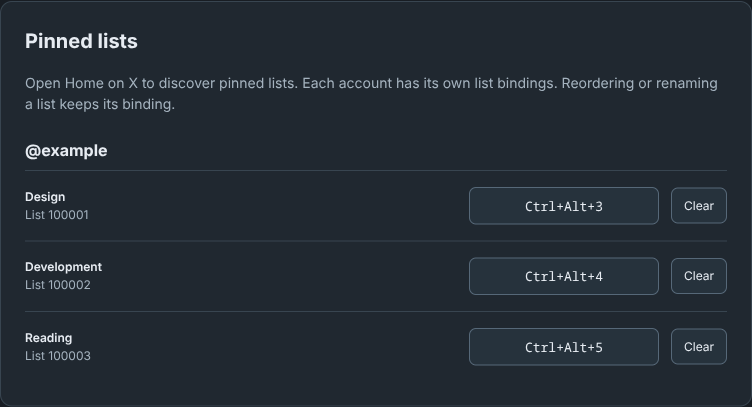 Pinned lists
Open Home on X to discover pinned lists. Each account has its own list bindings. Reordering or renaming
a list keeps its binding.
@example
Design
List 100001
Ctrl+Alt+3
Clear
Development
List 100002
Ctrl+Alt+4
Clear
Reading
List 100003
Ctrl+Alt+5
Clear